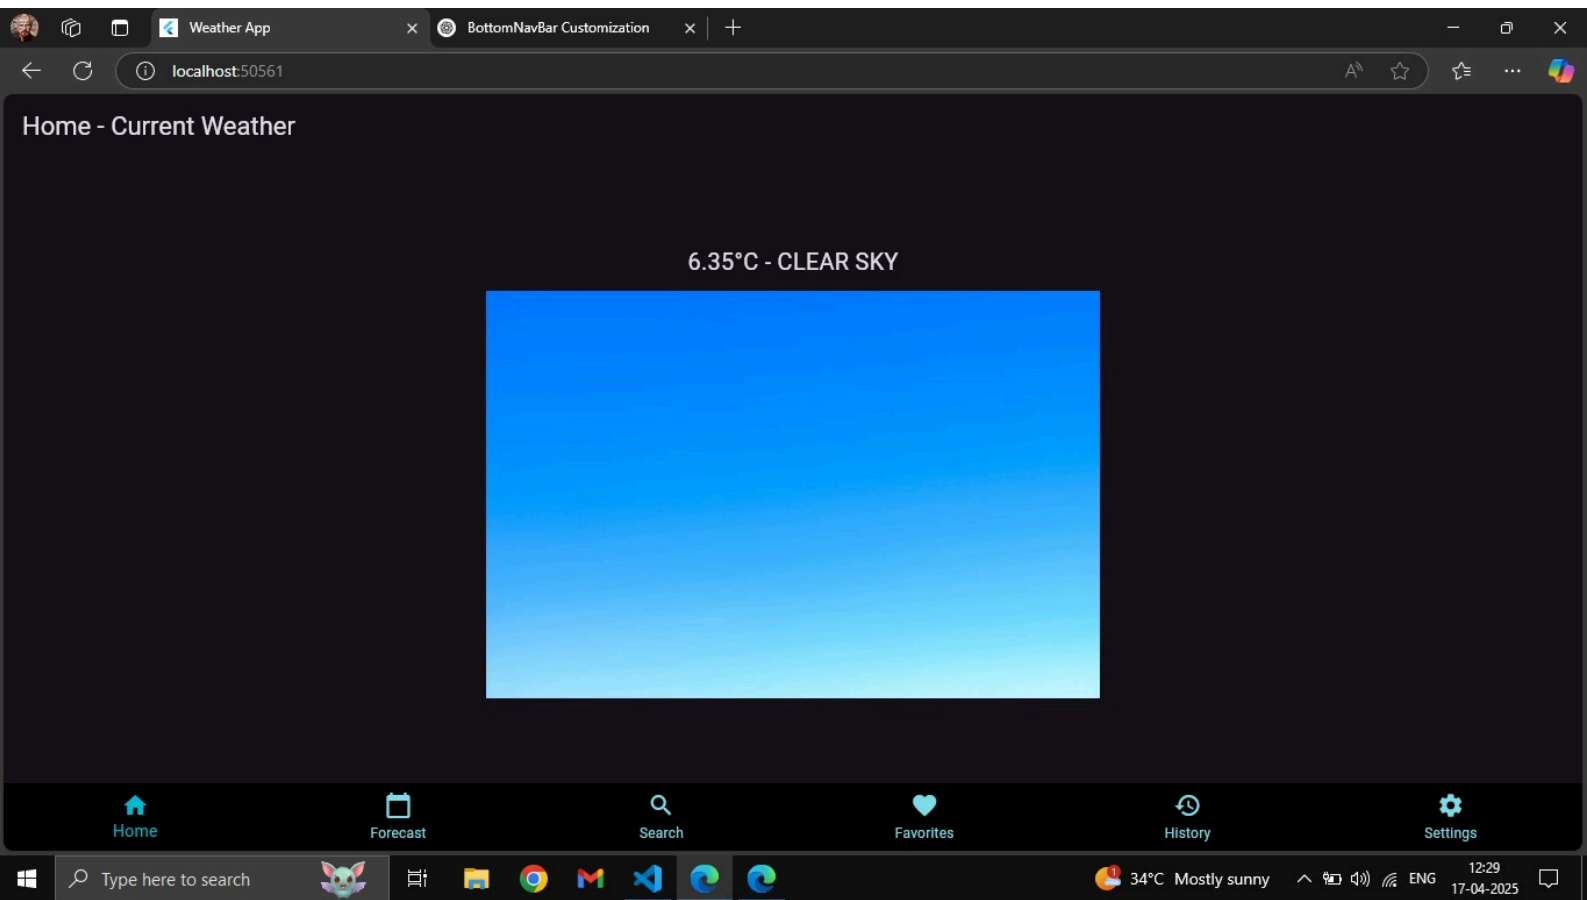 Weather App
BottomNavBar Customization
localhost:50561
Home - Current Weather
6.35°C - CLEAR SKY
Home
Forecast
Search
Favorites
History
Settings
Type here to search
1
34°C Mostly sunny
ENG
12:29
17-04-2025